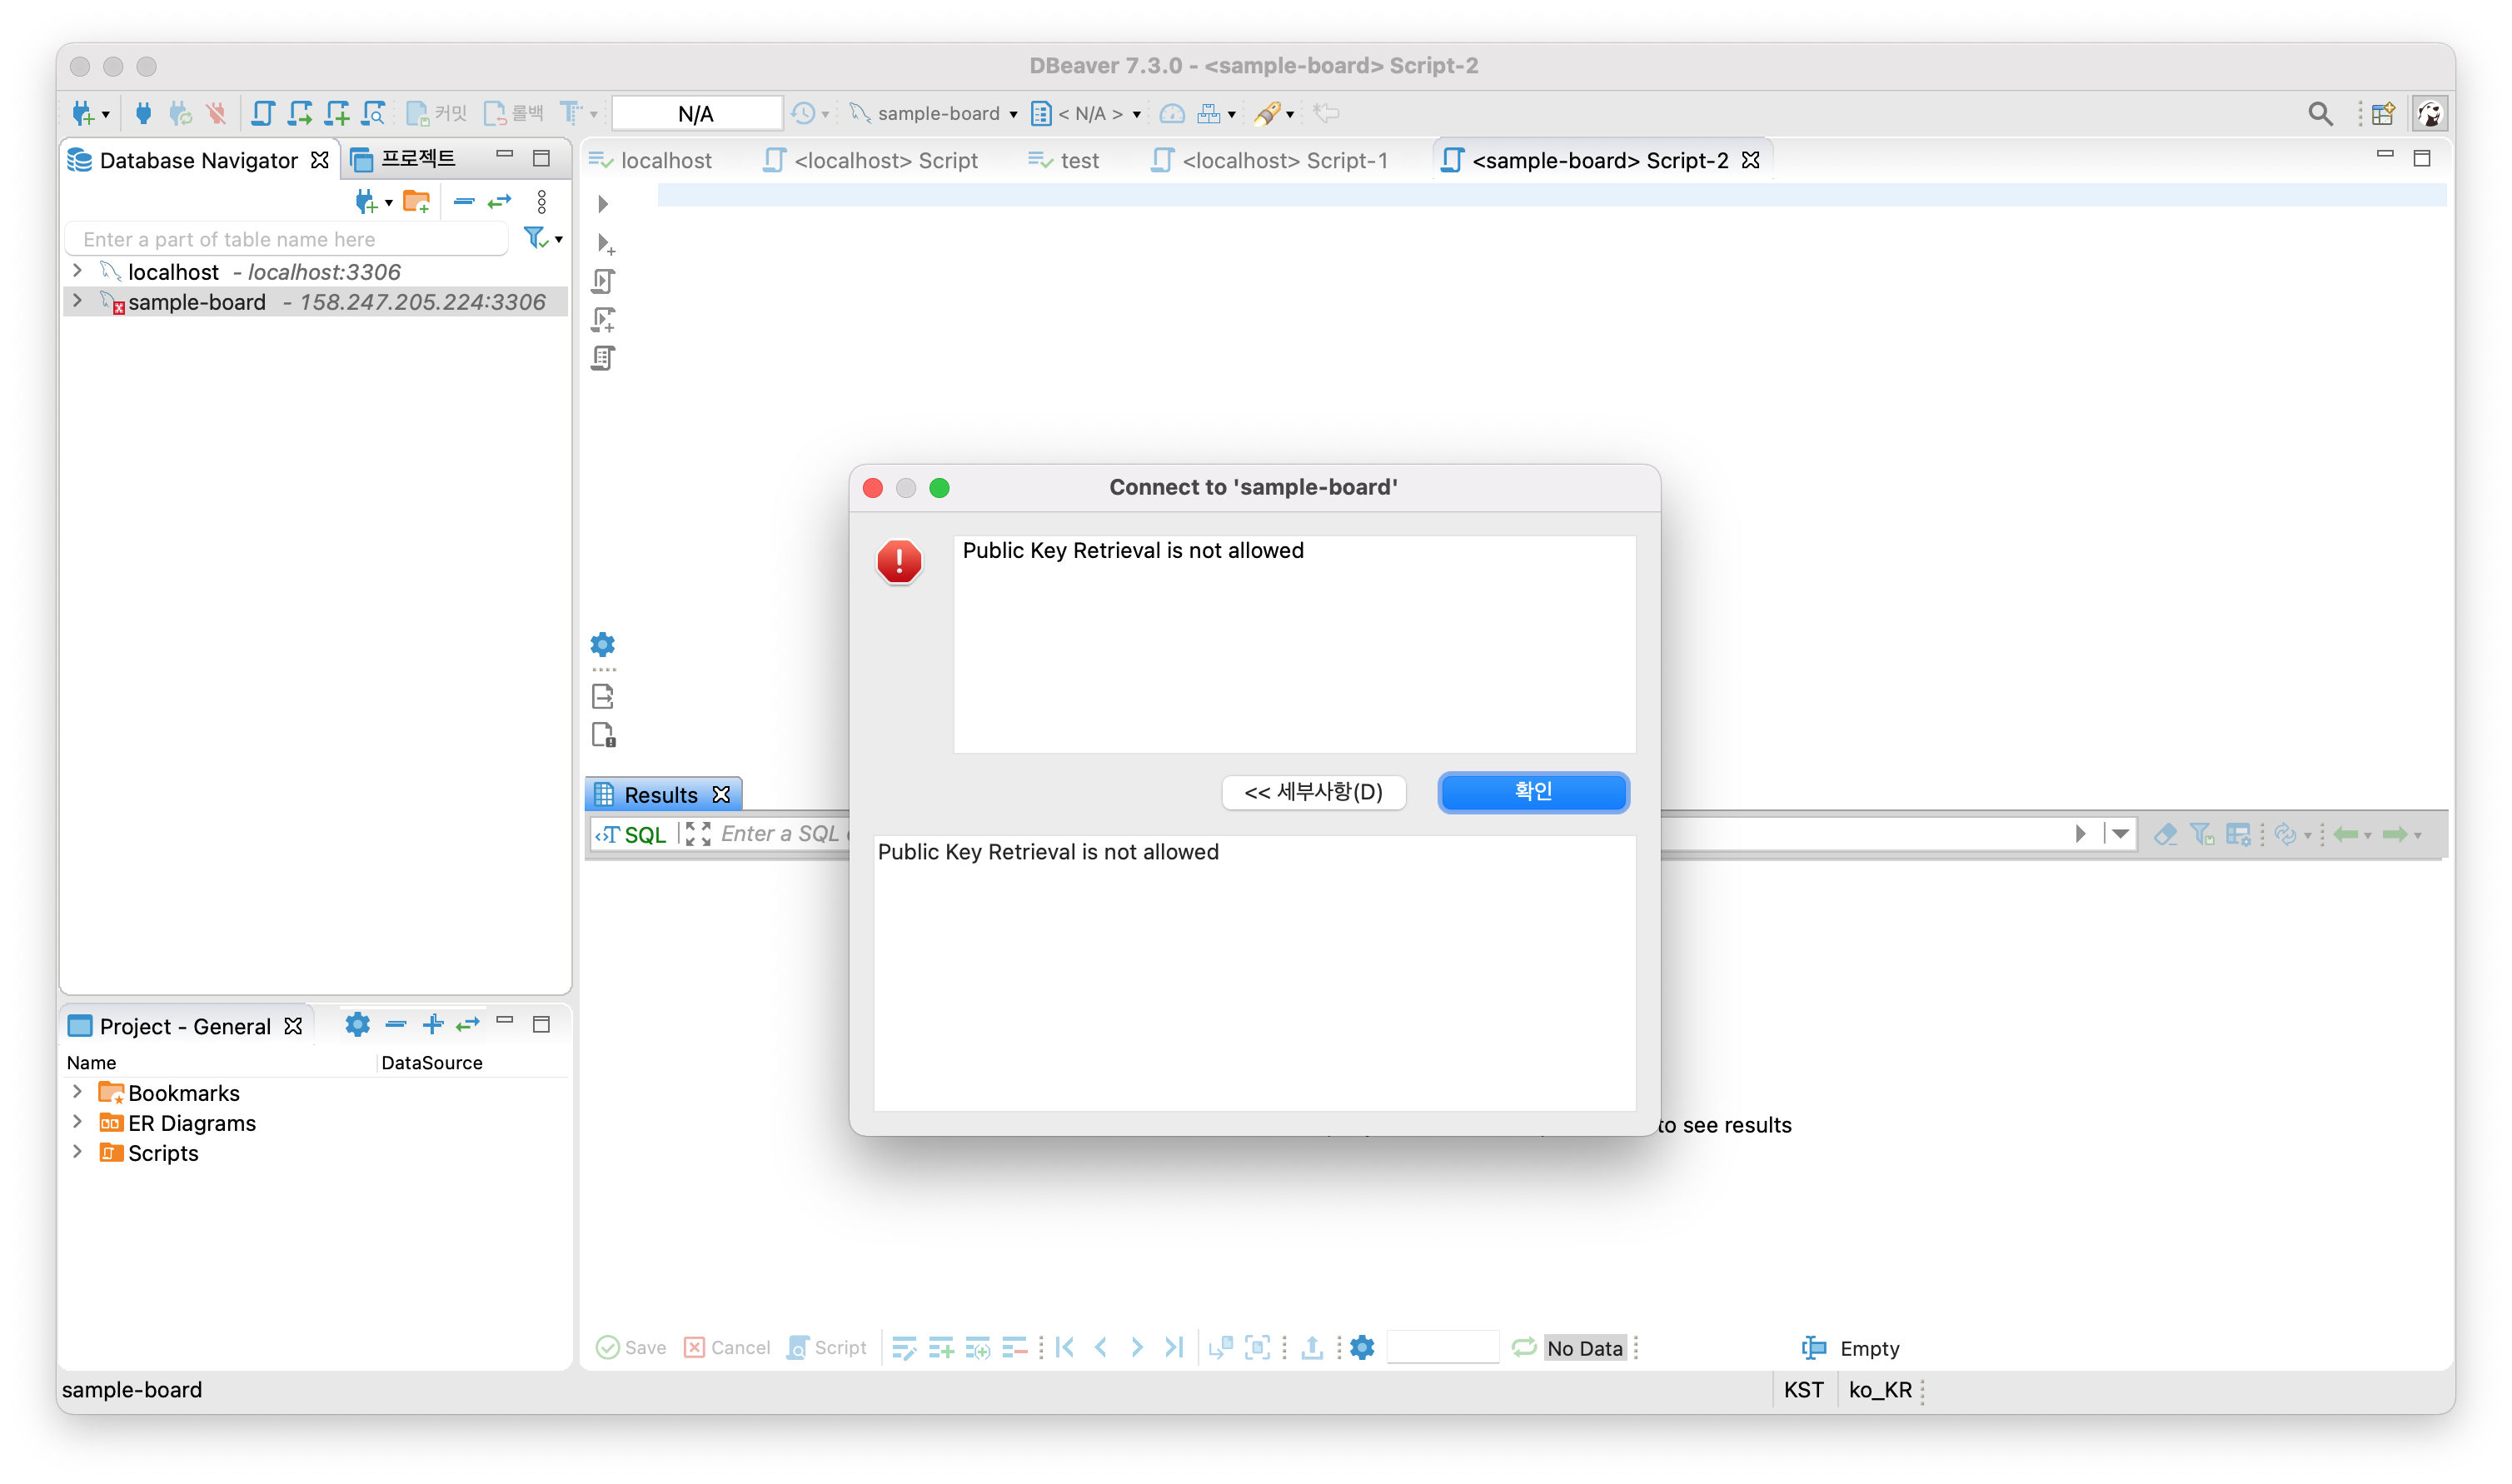 DBeaver 7.3.0 - <sample-board> Script-2
커밋 롤백 N/A sample-board < N/A >
Database Navigator 프로젝트
localhost <localhost> Script test <localhost> Script-1 <sample-board> Script-2
Enter a part of table name here
localhost - localhost:3306
sample-board - 158.247.205.224:3306
Connect to 'sample-board'
Public Key Retrieval is not allowed
<< 세부사항(D) 확인
Public Key Retrieval is not allowed
Results
SQL Enter a SQL
to see results
Project - General
Name DataSource
Bookmarks
ER Diagrams
Scripts
Save Cancel Script No Data Empty
sample-board KST ko_KR